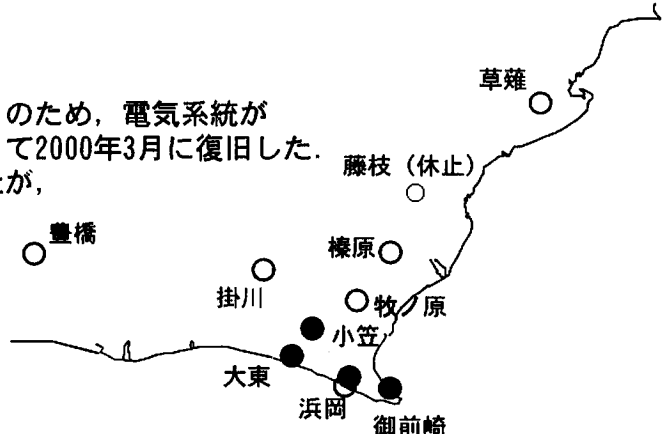 草薙
のため，電気系統が
て2000年3月に復旧した．
が，
藤枝（休止）
豊橋
榛原
掛川
牧ノ原
小笠
大東
浜岡
御前崎